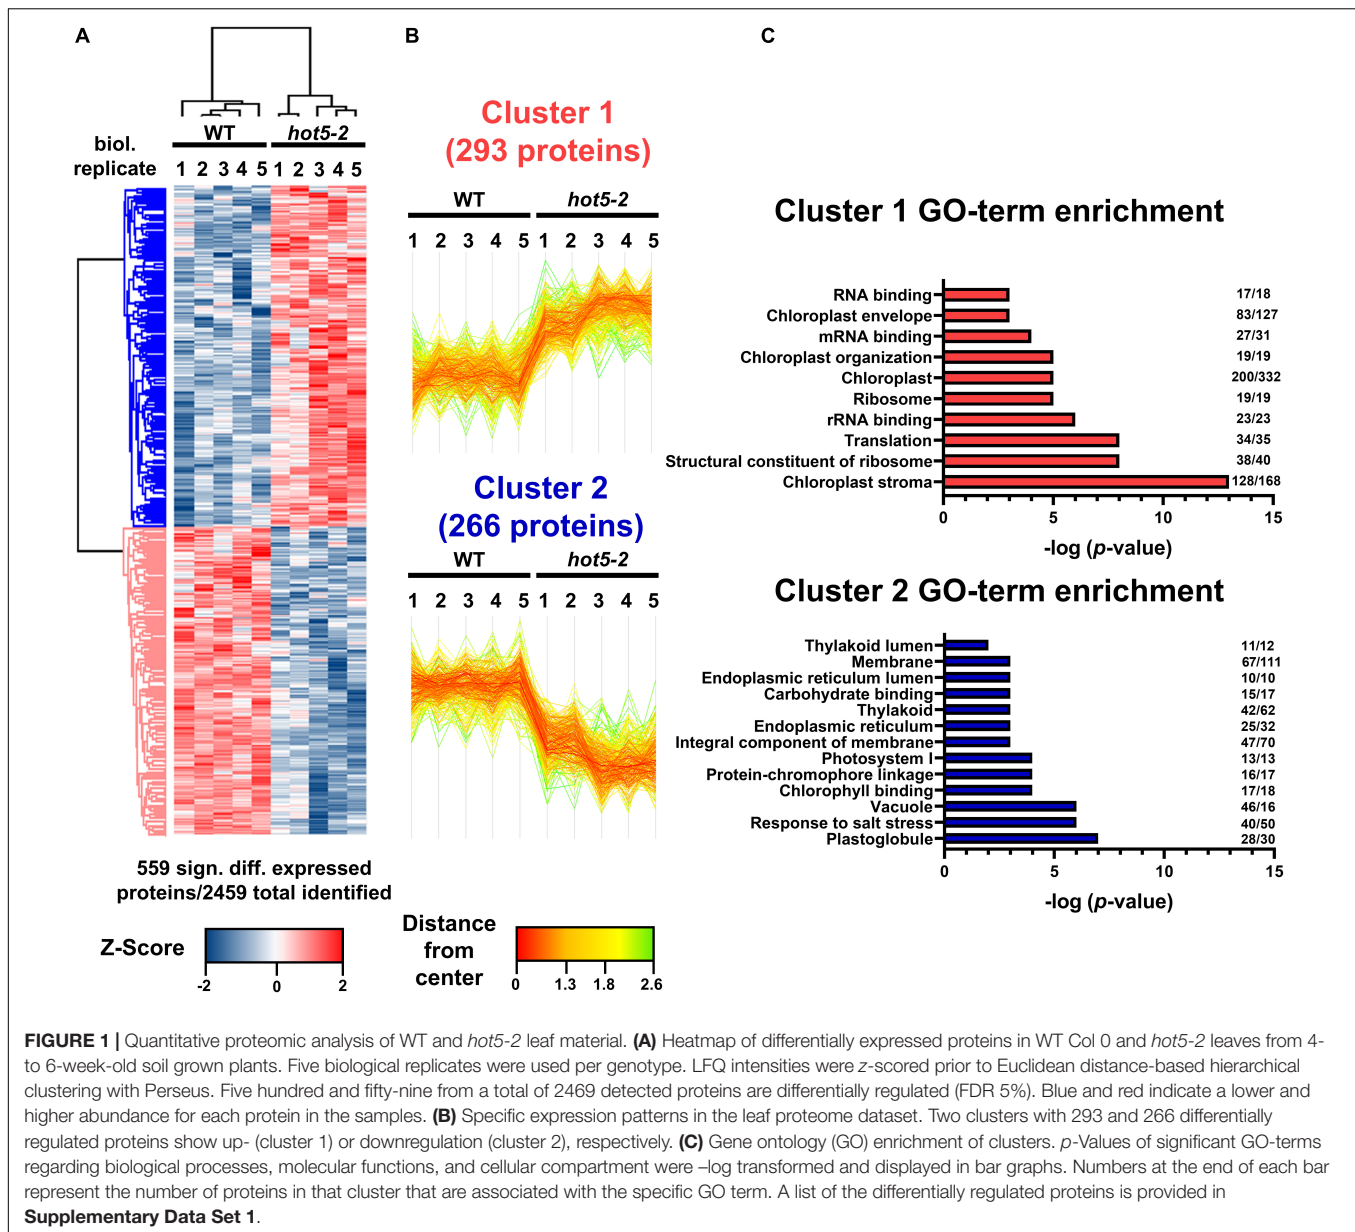 A
WT
hot5-2
biol.
replicate
1 2 3 4 5 1 2 3 4 5
559 sign. diff. expressed
proteins/2459 total identified
Z-Score
-2 0 2
B
Cluster 1
(293 proteins)
WT
hot5-2
1 2 3 4 5 1 2 3 4 5
Cluster 2
(266 proteins)
WT
hot5-2
1 2 3 4 5 1 2 3 4 5
Distance
from
center
0 1.3 1.8 2.6
C
Cluster 1 GO-term enrichment
RNA binding 17/18
Chloroplast envelope 83/127
mRNA binding 27/31
Chloroplast organization 19/19
Chloroplast 200/332
Ribosome 19/19
rRNA binding 23/23
Translation 34/35
Structural constituent of ribosome 38/40
Chloroplast stroma 128/168
0 5 10 15
-log (p-value)
Cluster 2 GO-term enrichment
Thylakoid lumen 11/12
Membrane 67/111
Endoplasmic reticulum lumen 10/10
Carbohydrate binding 15/17
Thylakoid 42/62
Endoplasmic reticulum 25/32
Integral component of membrane 47/70
Photosystem I 13/13
Protein-chromophore linkage 16/17
Chlorophyll binding 17/18
Vacuole 46/16
Response to salt stress 40/50
Plastoglobule 28/30
0 5 10 15
-log (p-value)
FIGURE 1 | Quantitative proteomic analysis of WT and hot5-2 leaf material. (A) Heatmap of differentially expressed proteins in WT Col 0 and hot5-2 leaves from 4-
to 6-week-old soil grown plants. Five biological replicates were used per genotype. LFQ intensities were z-scored prior to Euclidean distance-based hierarchical
clustering with Perseus. Five hundred and fifty-nine from a total of 2469 detected proteins are differentially regulated (FDR 5%). Blue and red indicate a lower and
higher abundance for each protein in the samples. (B) Specific expression patterns in the leaf proteome dataset. Two clusters with 293 and 266 differentially
regulated proteins show up- (cluster 1) or downregulation (cluster 2), respectively. (C) Gene ontology (GO) enrichment of clusters. p-Values of significant GO-terms
regarding biological processes, molecular functions, and cellular compartment were –log transformed and displayed in bar graphs. Numbers at the end of each bar
represent the number of proteins in that cluster that are associated with the specific GO term. A list of the differentially regulated proteins is provided in
Supplementary Data Set 1.